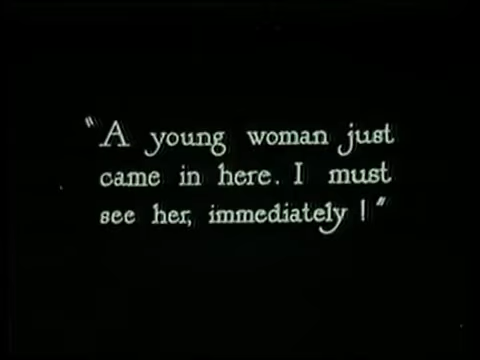 "A young woman just
came in here. I must
see her, immediately!"